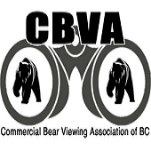 CBVA
Commercial Bear Viewing Association of BC